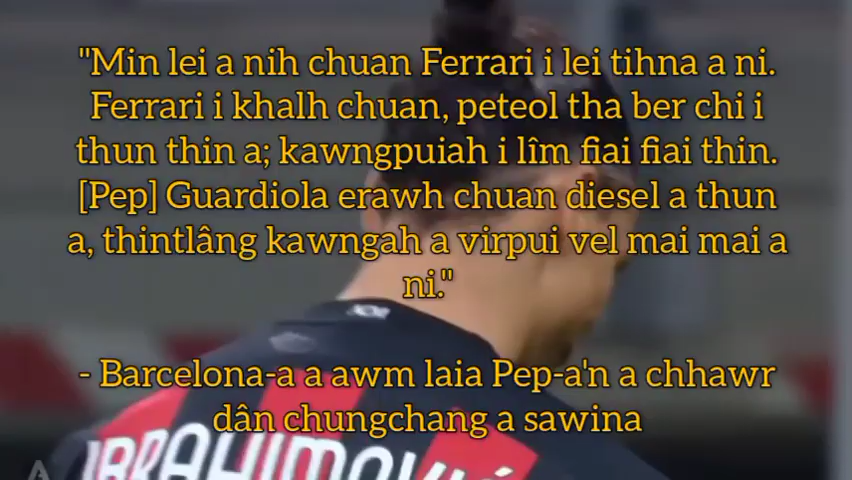 "Min lei a nih chuan Ferrari i lei tihna a ni.
Ferrari i khalh chuan, peteol tha ber chi i
thun thin a; kawngpuiah i lîm fiai fiai thin.
[Pep] Guardiola erawh chuan diesel a thun
a, thintlâng kawngah a virpui vel mai mai a
ni."
- Barcelona-a a awm laia Pep-a'n a chhawr
dân chungchang a sawina
IBRAHIMOVIĆ